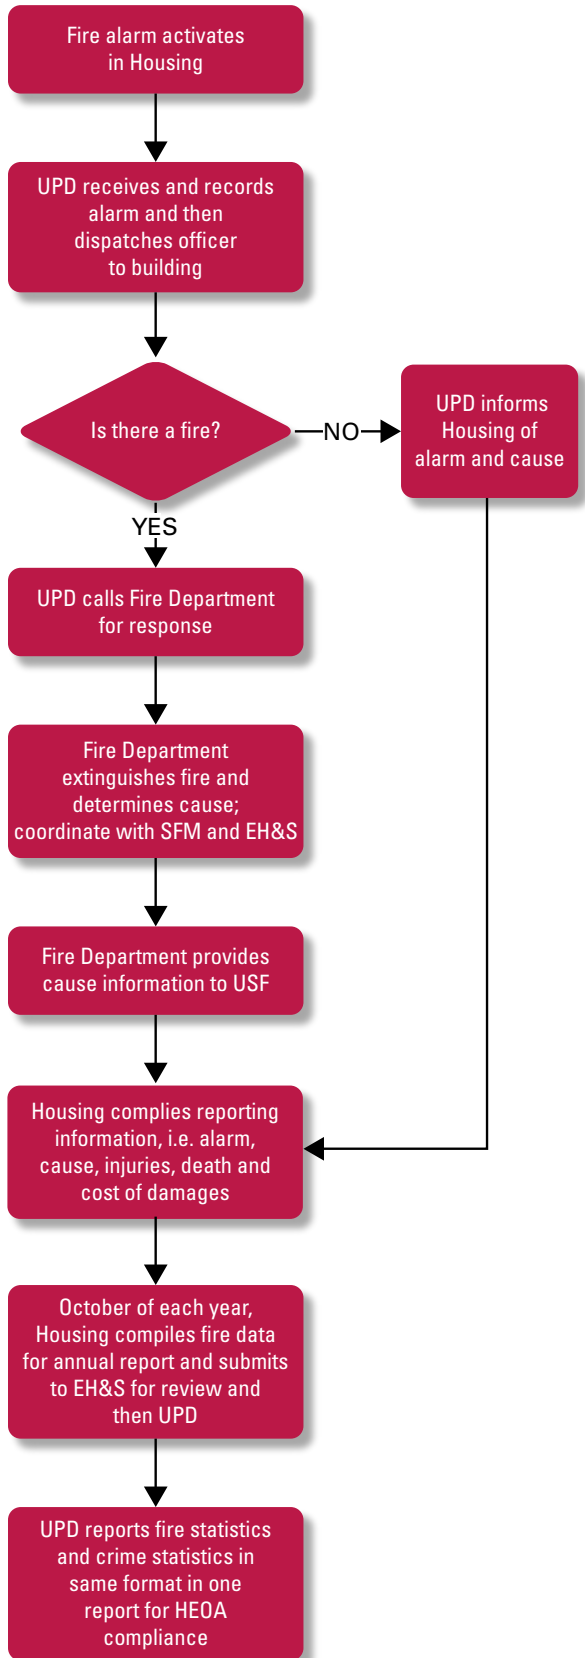 Fire alarm activates
in Housing
UPD receives and records
alarm and then
dispatches officer
to building
Is there a fire?
NO
UPD informs
Housing of
alarm and cause
YES
UPD calls Fire Department
for response
Fire Department
extinguishes fire and
determines cause;
coordinate with SFM and EH&S
Fire Department provides
cause information to USF
Housing complies reporting
information, i.e. alarm,
cause, injuries, death and
cost of damages
October of each year,
Housing compiles fire data
for annual report and submits
to EH&S for review and
then UPD
UPD reports fire statistics
and crime statistics in
same format in one
report for HEOA
compliance